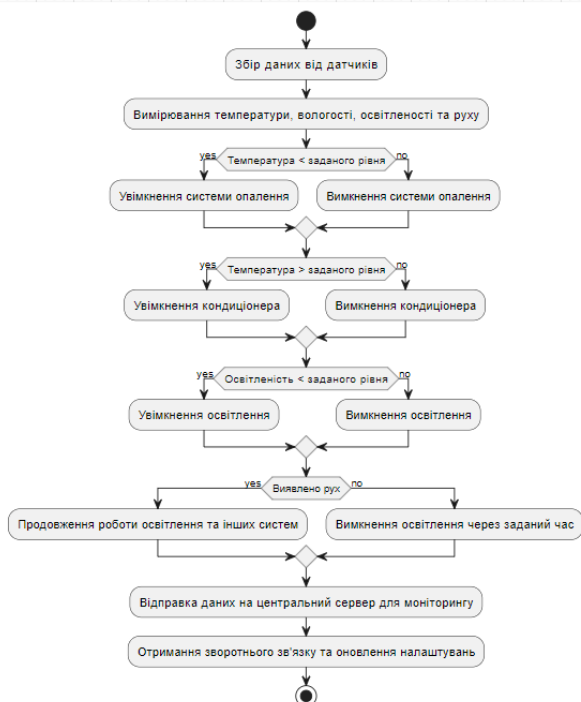 Збір даних від датчиків
Вимірювання температури, вологості, освітленості та руху
yes
Температура < заданого рівня
no
Увімкнення системи опалення
Вимкнення системи опалення
yes
Температура > заданого рівня
no
Увімкнення кондиціонера
Вимкнення кондиціонера
yes
Освітленість < заданого рівня
no
Увімкнення освітлення
Вимкнення освітлення
yes
Виявлено рух
no
Продовження роботи освітлення та інших систем
Вимкнення освітлення через заданий час
Відправка даних на центральний сервер для моніторингу
Отримання зворотнього зв'язку та оновлення налаштувань